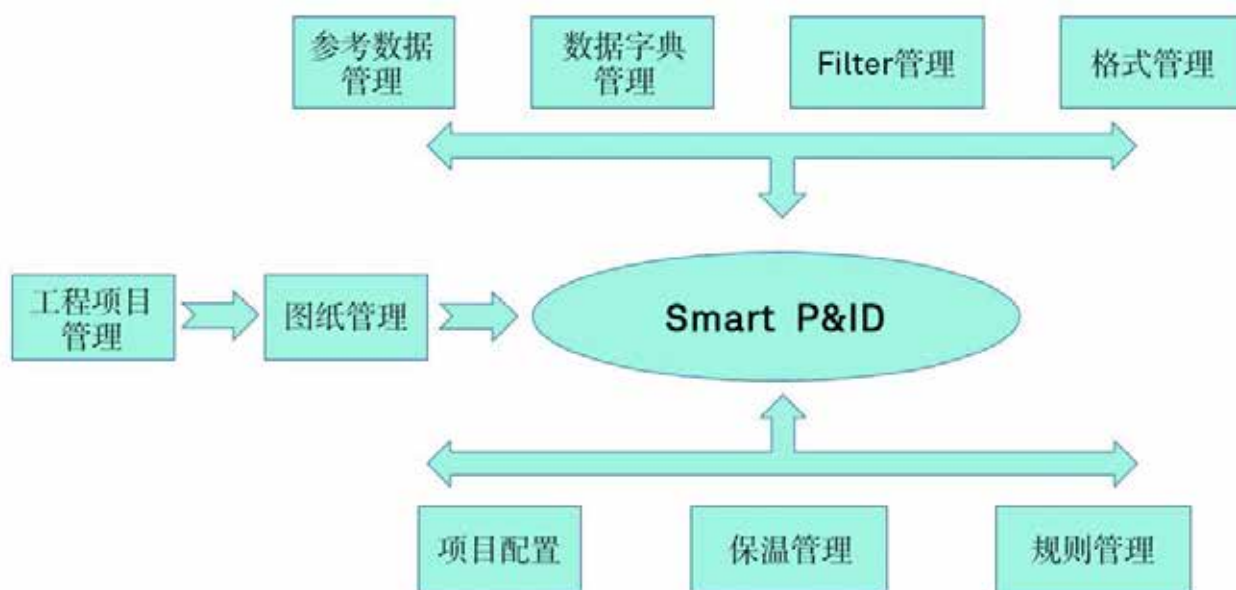 参考数据
管理
数据字典
管理
Filter管理
格式管理
工程项目
管理
图纸管理
Smart P&ID
项目配置
保温管理
规则管理